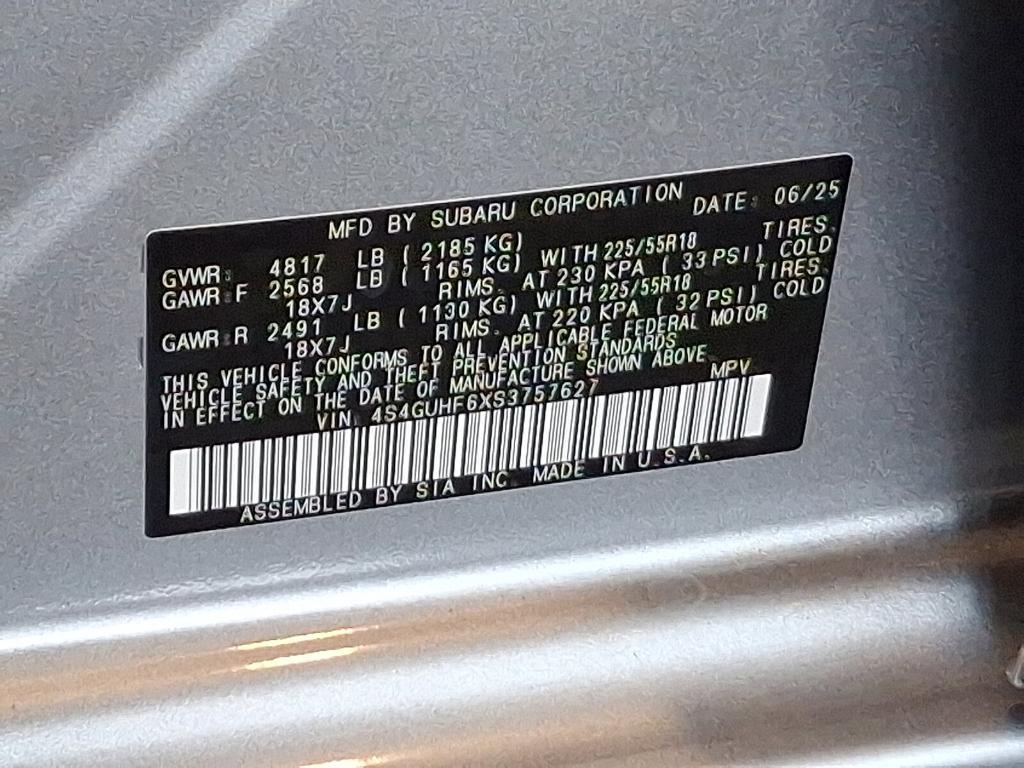 MFD BY SUBARU CORPORATION DATE: 06/25
GVWR: 4817 LB ( 2185 KG)
GAWR:F 2568 LB ( 1165 KG) WITH 225/55R18 TIRES.
18X7J RIMS. AT 230 KPA ( 33 PSI) COLD
GAWR:R 2491 LB ( 1130 KG) WITH 225/55R18 TIRES.
18X7J RIMS. AT 220 KPA ( 32 PSI) COLD
THIS VEHICLE CONFORMS TO ALL APPLICABLE FEDERAL MOTOR
VEHICLE SAFETY AND THEFT PREVENTION STANDARDS
IN EFFECT ON THE DATE OF MANUFACTURE SHOWN ABOVE.
VIN. 4S4GUHF6XS3757627 MPV
ASSEMBLED BY SIA INC. MADE IN U.S.A.